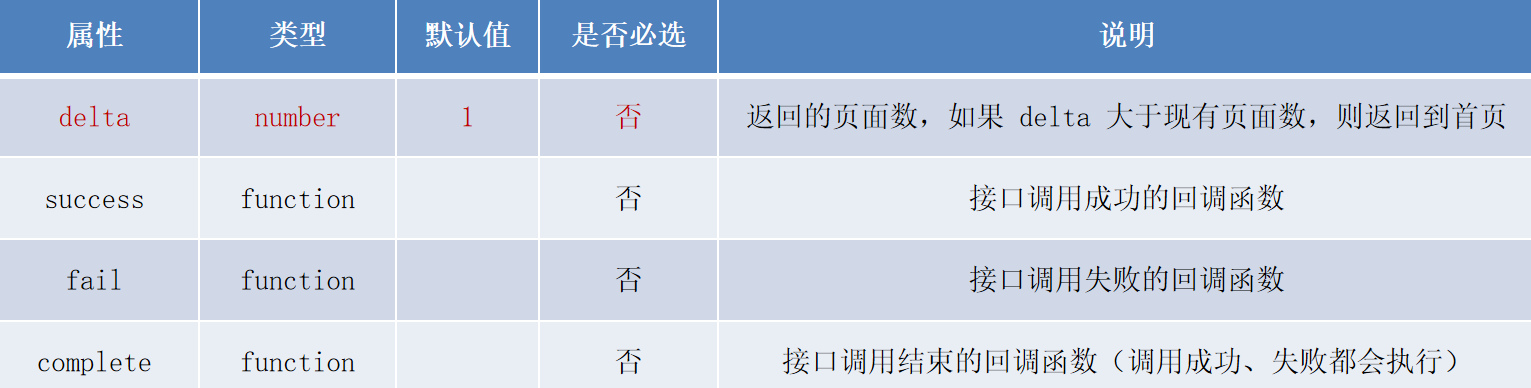 属性 类型 默认值 是否必选 说明
delta number 1 否 返回的页面数，如果 delta 大于现有页面数，则返回到首页
success function 否 接口调用成功的回调函数
fail function 否 接口调用失败的回调函数
complete function 否 接口调用结束的回调函数（调用成功、失败都会执行）